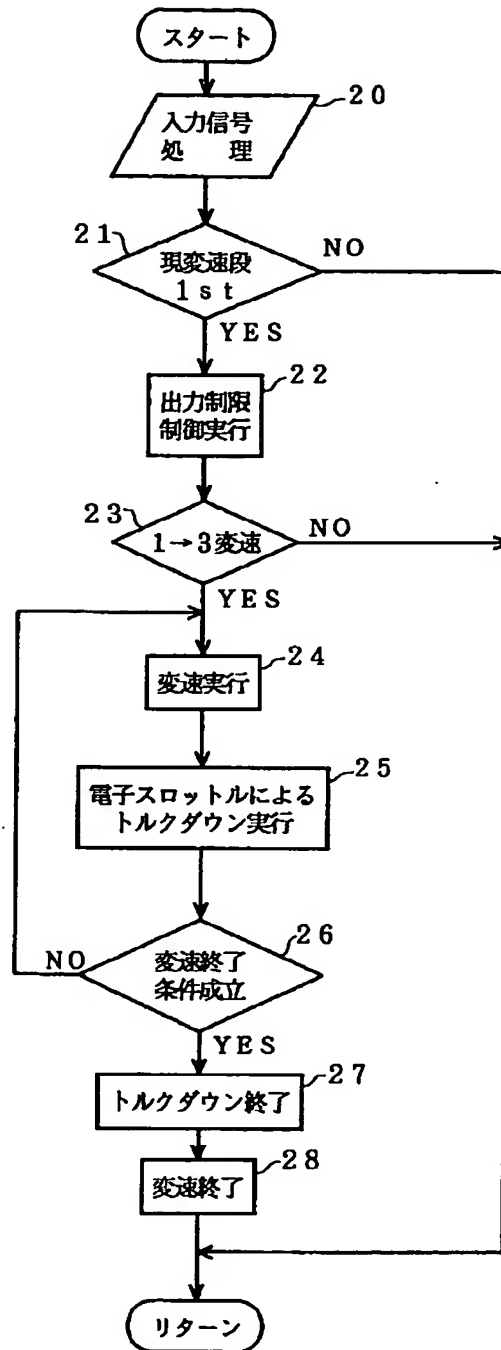 スタート
20
入力信号
処　理
21
現変速段
1st
NO
YES
22
出力制限
制御実行
23
1→3変速
NO
YES
24
変速実行
25
電子スロットルによる
トルクダウン実行
26
変速終了
条件成立
NO
YES
27
トルクダウン終了
28
変速終了
リターン